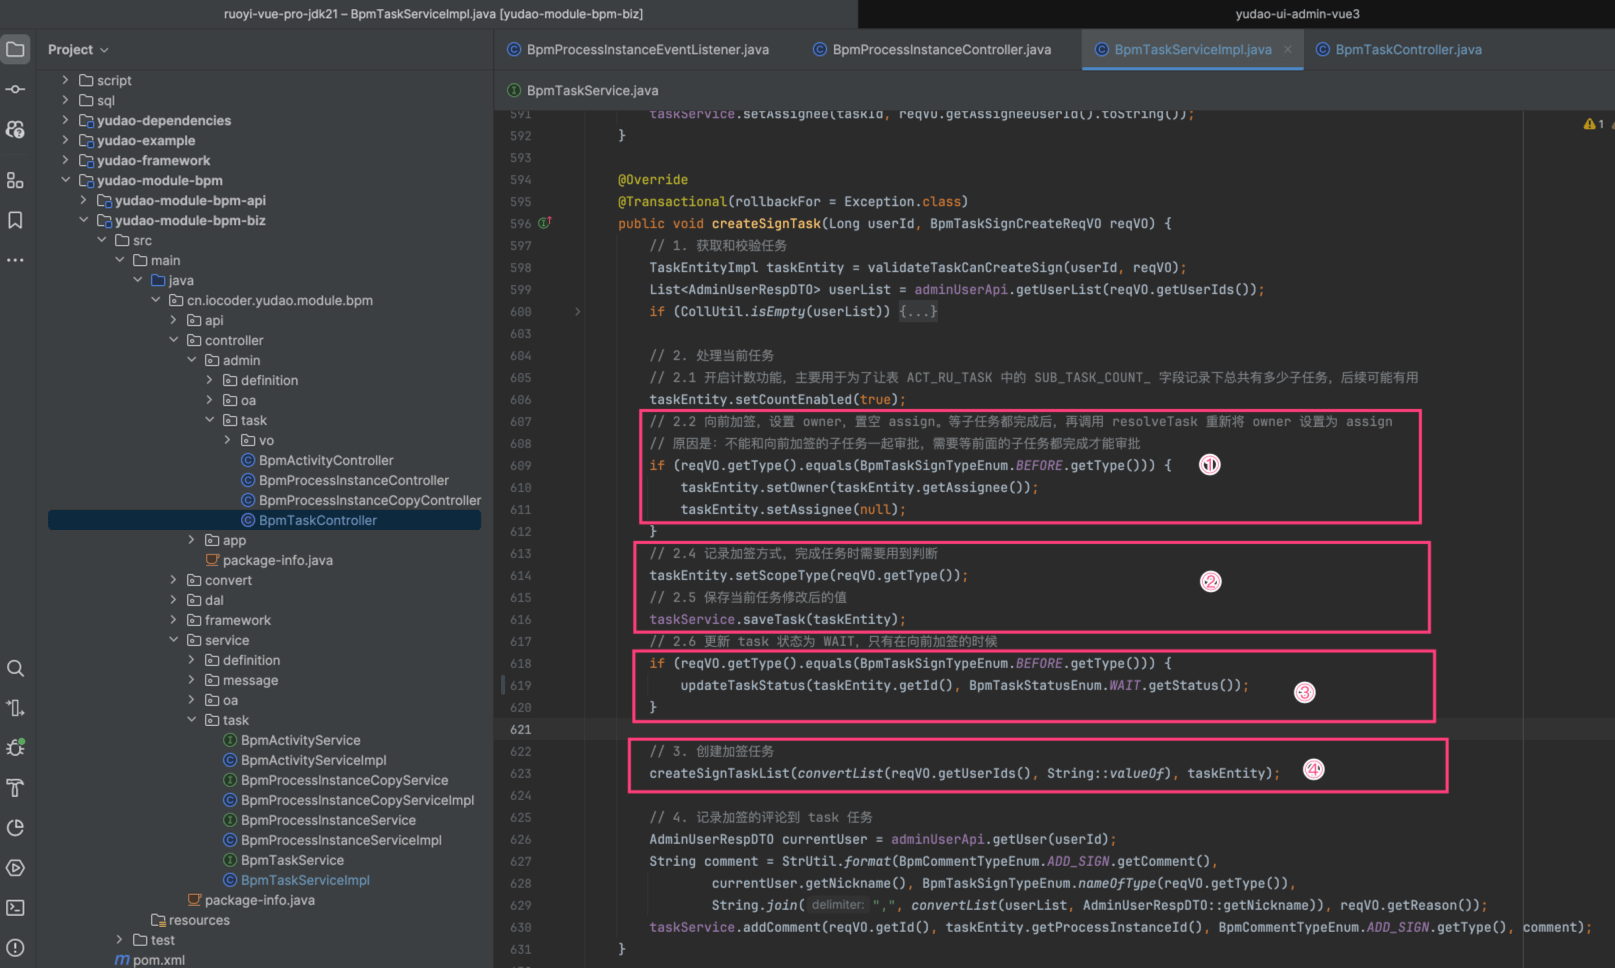 ruoyi-vue-pro-jdk21 – BpmTaskServiceImpl.java [yudao-module-bpm-biz]
yudao-ui-admin-vue3
Project
script
sql
yudao-dependencies
yudao-example
yudao-framework
yudao-module-bpm
yudao-module-bpm-api
yudao-module-bpm-biz
src
main
java
cn.iocoder.yudao.module.bpm
api
controller
admin
definition
oa
task
vo
BpmActivityController
BpmProcessInstanceController
BpmProcessInstanceCopyController
BpmTaskController
app
package-info.java
convert
dal
framework
service
definition
message
oa
task
BpmActivityService
BpmActivityServiceImpl
BpmProcessInstanceCopyService
BpmProcessInstanceCopyServiceImpl
BpmProcessInstanceService
BpmProcessInstanceServiceImpl
BpmTaskService
BpmTaskServiceImpl
package-info.java
resources
test
pom.xml
BpmProcessInstanceEventListener.java
BpmProcessInstanceController.java
BpmTaskServiceImpl.java
BpmTaskController.java
BpmTaskService.java
1
591 taskService.setAssignee(taskId, reqVO.getAssigneeUserId().toString());
592 }
593
594 @Override
595 @Transactional(rollbackFor = Exception.class)
596 public void createSignTask(Long userId, BpmTaskSignCreateReqVO reqVO) {
597 // 1. 获取和校验任务
598 TaskEntityImpl taskEntity = validateTaskCanCreateSign(userId, reqVO);
599 List<AdminUserRespDTO> userList = adminUserApi.getUserList(reqVO.getUserIds());
600 if (CollUtil.isEmpty(userList)) {...}
603
604 // 2. 处理当前任务
605 // 2.1 开启计数功能，主要用于为了让表 ACT_RU_TASK 中的 SUB_TASK_COUNT_ 字段记录下总共有多少子任务，后续可能有用
606 taskEntity.setCountEnabled(true);
607 // 2.2 向前加签，设置 owner，置空 assign。等子任务都完成后，再调用 resolveTask 重新将 owner 设置为 assign
608 // 原因是：不能和向前加签的子任务一起审批，需要等前面的子任务都完成才能审批
609 if (reqVO.getType().equals(BpmTaskSignTypeEnum.BEFORE.getType())) { ①
610 taskEntity.setOwner(taskEntity.getAssignee());
611 taskEntity.setAssignee(null);
612 }
613 // 2.4 记录加签方式，完成任务时需要用到判断
614 taskEntity.setScopeType(reqVO.getType()); ②
615 // 2.5 保存当前任务修改后的值
616 taskService.saveTask(taskEntity);
617 // 2.6 更新 task 状态为 WAIT，只有在向前加签的时候
618 if (reqVO.getType().equals(BpmTaskSignTypeEnum.BEFORE.getType())) {
619 updateTaskStatus(taskEntity.getId(), BpmTaskStatusEnum.WAIT.getStatus()); ③
620 }
621
622 // 3. 创建加签任务
623 createSignTaskList(convertList(reqVO.getUserIds(), String::valueOf), taskEntity); ④
624
625 // 4. 记录加签的评论到 task 任务
626 AdminUserRespDTO currentUser = adminUserApi.getUser(userId);
627 String comment = StrUtil.format(BpmCommentTypeEnum.ADD_SIGN.getComment(),
628 currentUser.getNickname(), BpmTaskSignTypeEnum.nameOfType(reqVO.getType()),
629 String.join( delimiter: ",", convertList(userList, AdminUserRespDTO::getNickname)), reqVO.getReason());
630 taskService.addComment(reqVO.getId(), taskEntity.getProcessInstanceId(), BpmCommentTypeEnum.ADD_SIGN.getType(), comment);
631 }